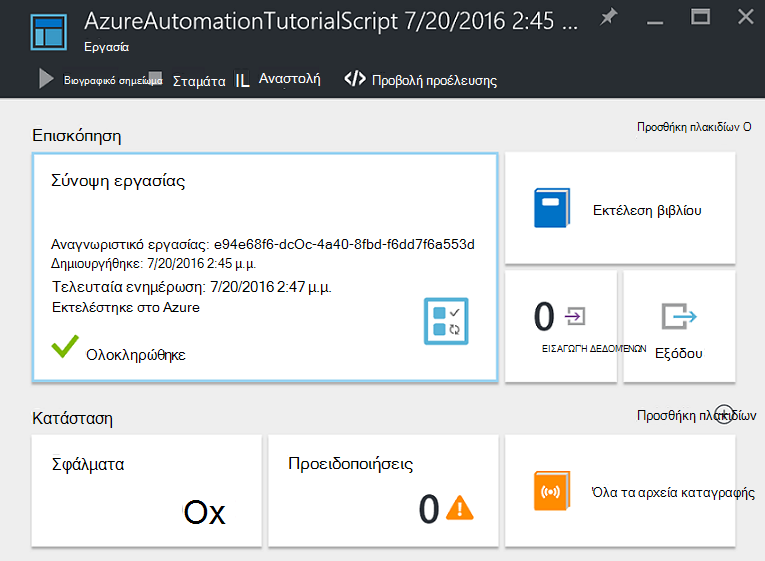 AzureAutomationTutorialScript 7/20/2016 2:45 ...
Εργασία
Βιογραφικό σημείωμα Σταμάτα IL Αναστολή </> Προβολή προέλευσης
Επισκόπηση
Προσθήκη πλακιδίων O
Σύνοψη εργασίας
Αναγνωριστικό εργασίας: e94e68f6-dcOc-4a40-8fbd-f6dd7f6a553d
Δημιουργήθηκε: 7/20/2016 2:45 μ.μ.
Τελευταία ενημέρωση: 7/20/2016 2:47 μ.μ.
Εκτελέστηκε στο Azure
Ολοκληρώθηκε
Εκτέλεση βιβλίου
0
ΕΙΣΑΓΩΓΗ ΔΕΔΟΜΈΝΩΝ
Εξόδου
Κατάσταση
Προσθήκη πλακιδίων
Σφάλματα
Ox
Προειδοποιήσεις
0
Όλα τα αρχεία καταγραφής